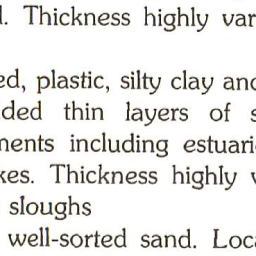 . Thickness highly var
ed, plastic, silty clay and
ded thin layers of s
ments including estuari
kes. Thickness highly v
sloughs
well-sorted sand. Loca